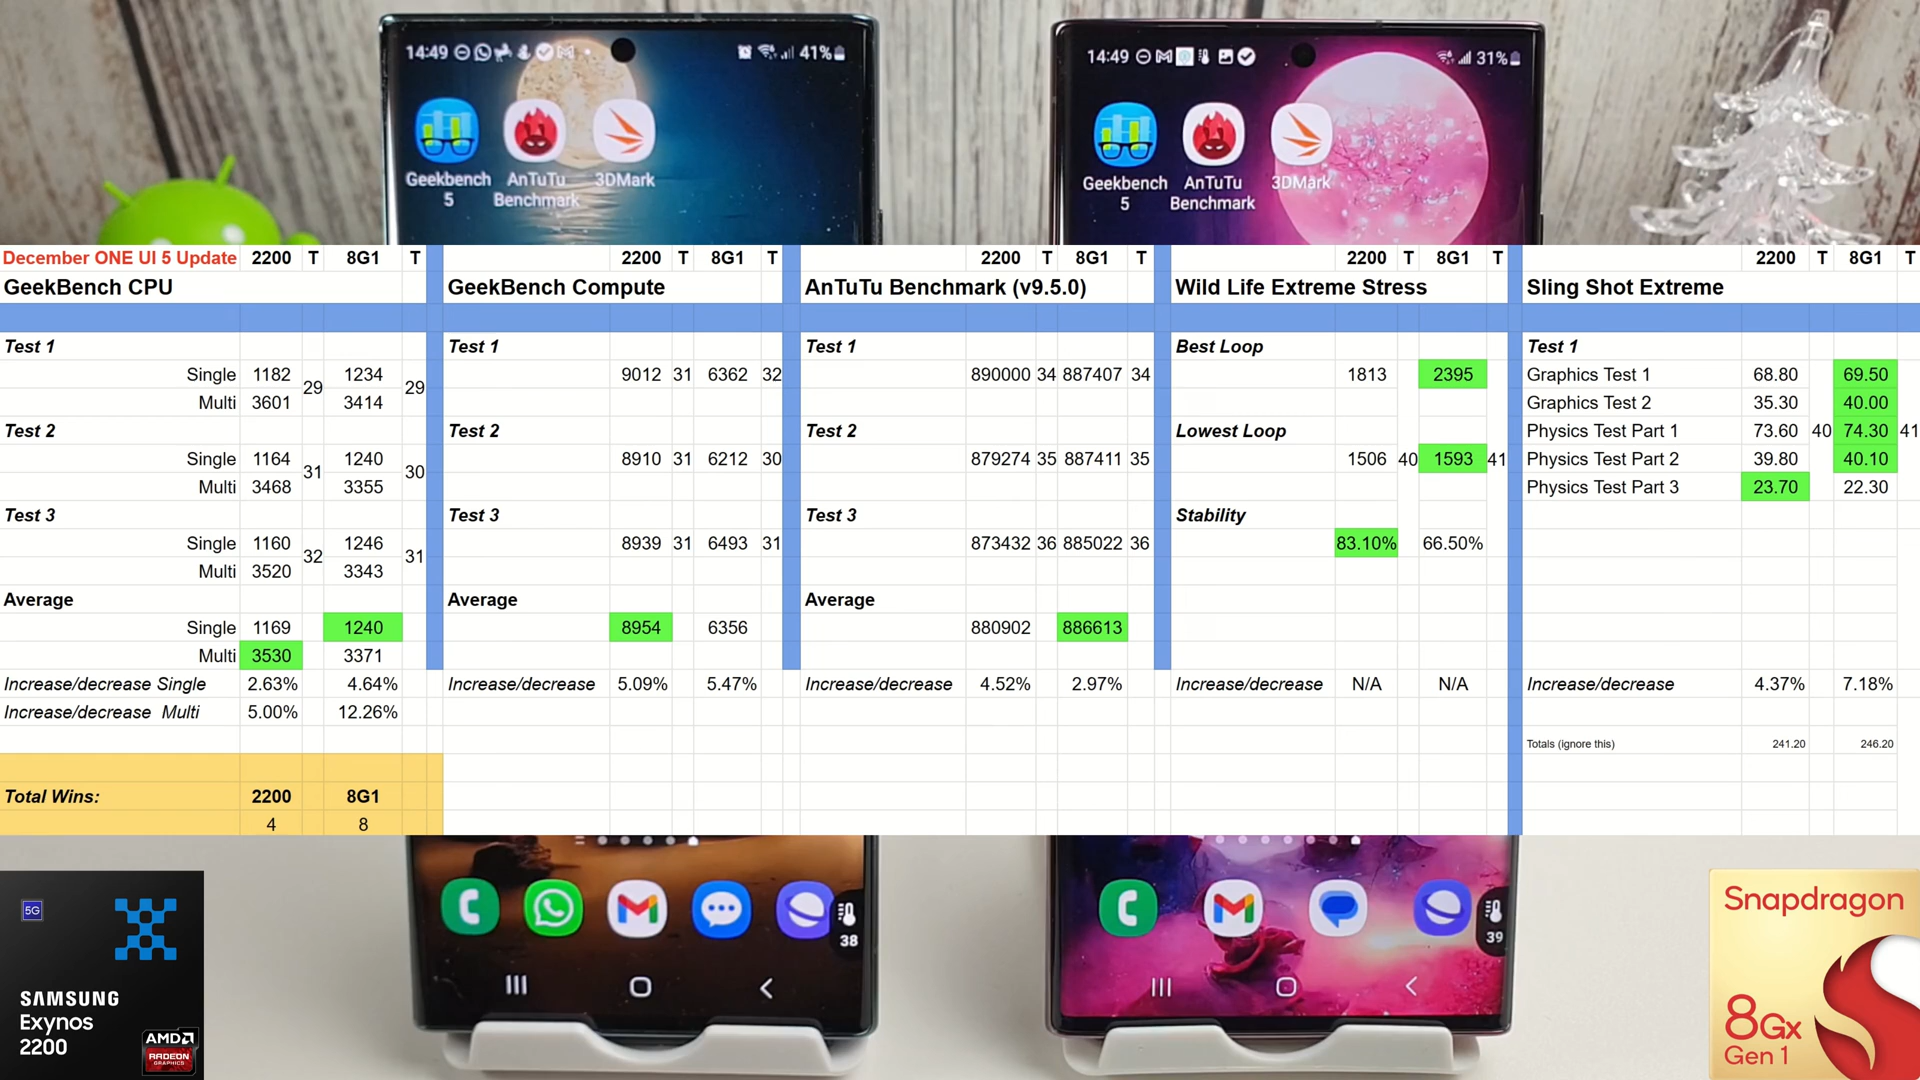 14:49 41%
14:49 31%
Geekbench 5 AnTuTu Benchmark 3DMark
Geekbench 5 AnTuTu Benchmark 3DMark
December ONE UI 5 Update 2200 T 8G1 T 2200 T 8G1 T 2200 T 8G1 T 2200 T 8G1 T 2200 T 8G1 T
GeekBench CPU GeekBench Compute AnTuTu Benchmark (v9.5.0) Wild Life Extreme Stress Sling Shot Extreme
Test 1 Test 1 Test 1 Best Loop Test 1
Single 1182 29 1234 29 9012 31 6362 32 890000 34 887407 34 1813 2395 Graphics Test 1 68.80 69.50
Multi 3601 3414 Graphics Test 2 35.30 40.00
Test 2 Test 2 Test 2 Lowest Loop Physics Test Part 1 73.60 40 74.30 41
Single 1164 31 1240 30 8910 31 6212 30 879274 35 887411 35 1506 40 1593 41 Physics Test Part 2 39.80 40.10
Multi 3468 3355 Physics Test Part 3 23.70 22.30
Test 3 Test 3 Test 3 Stability
Single 1160 32 1246 31 8939 31 6493 31 873432 36 885022 36 83.10% 66.50%
Multi 3520 3343
Average Average Average
Single 1169 1240 8954 6356 880902 886613
Multi 3530 3371
Increase/decrease Single 2.63% 4.64% Increase/decrease 5.09% 5.47% Increase/decrease 4.52% 2.97% Increase/decrease N/A N/A Increase/decrease 4.37% 7.18%
Increase/decrease Multi 5.00% 12.26%
Totals (ignore this) 241.20 246.20
Total Wins: 2200 8G1
4 8
38
39
5G
SAMSUNG
Exynos
2200
AMD
RADEON
GRAPHICS
Snapdragon
8Gx
Gen 1